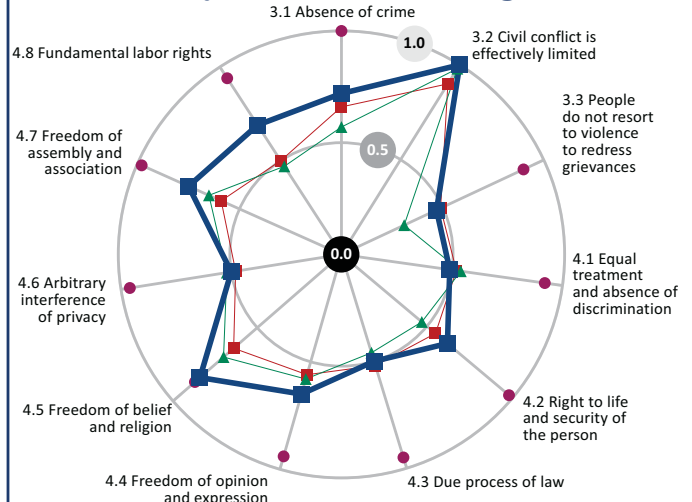 3.1 Absence of crime
1.0
3.2 Civil conflict is
effectively limited
4.8 Fundamental labor rights
3.3 People
do not resort
to violence
to redress
grievances
0.5
4.7 Freedom of
assembly and
association
0.0
4.1 Equal
treatment
and absence of
discrimination
4.6 Arbitrary
interference
of privacy
4.2 Right to life
and security of
the person
4.5 Freedom of belief
and religion
4.4 Freedom of opinion
and expression
4.3 Due process of law